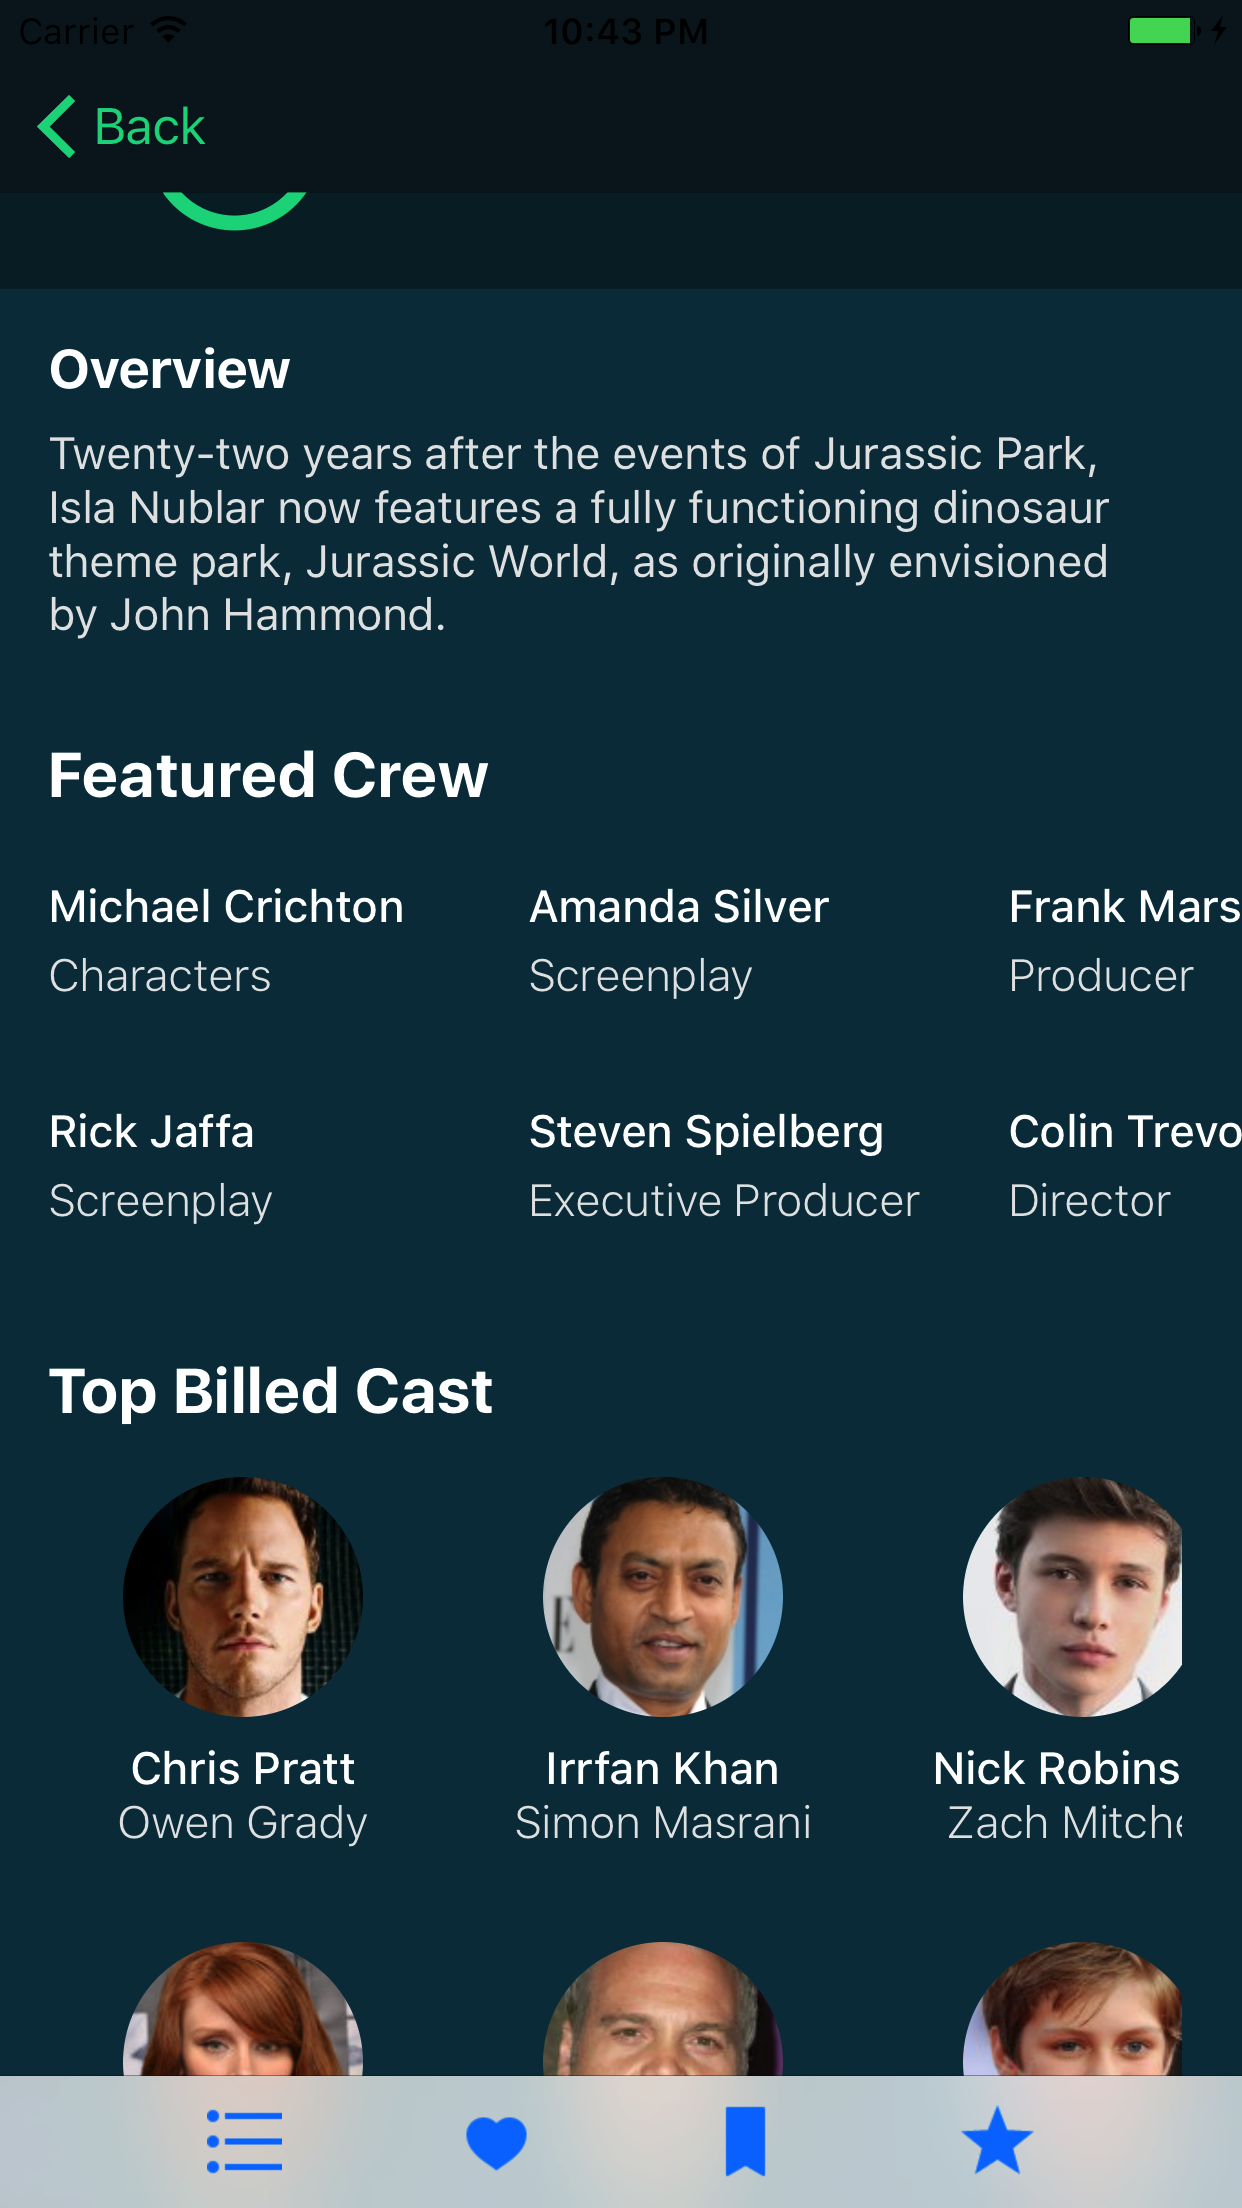 Carrier 10:43 PM
Back
Overview
Twenty-two years after the events of Jurassic Park,
Isla Nublar now features a fully functioning dinosaur
theme park, Jurassic World, as originally envisioned
by John Hammond.
Featured Crew
Michael Crichton Amanda Silver Frank Mars
Characters Screenplay Producer
Rick Jaffa Steven Spielberg Colin Trevo
Screenplay Executive Producer Director
Top Billed Cast
Chris Pratt Irrfan Khan Nick Robins
Owen Grady Simon Masrani Zach Mitche